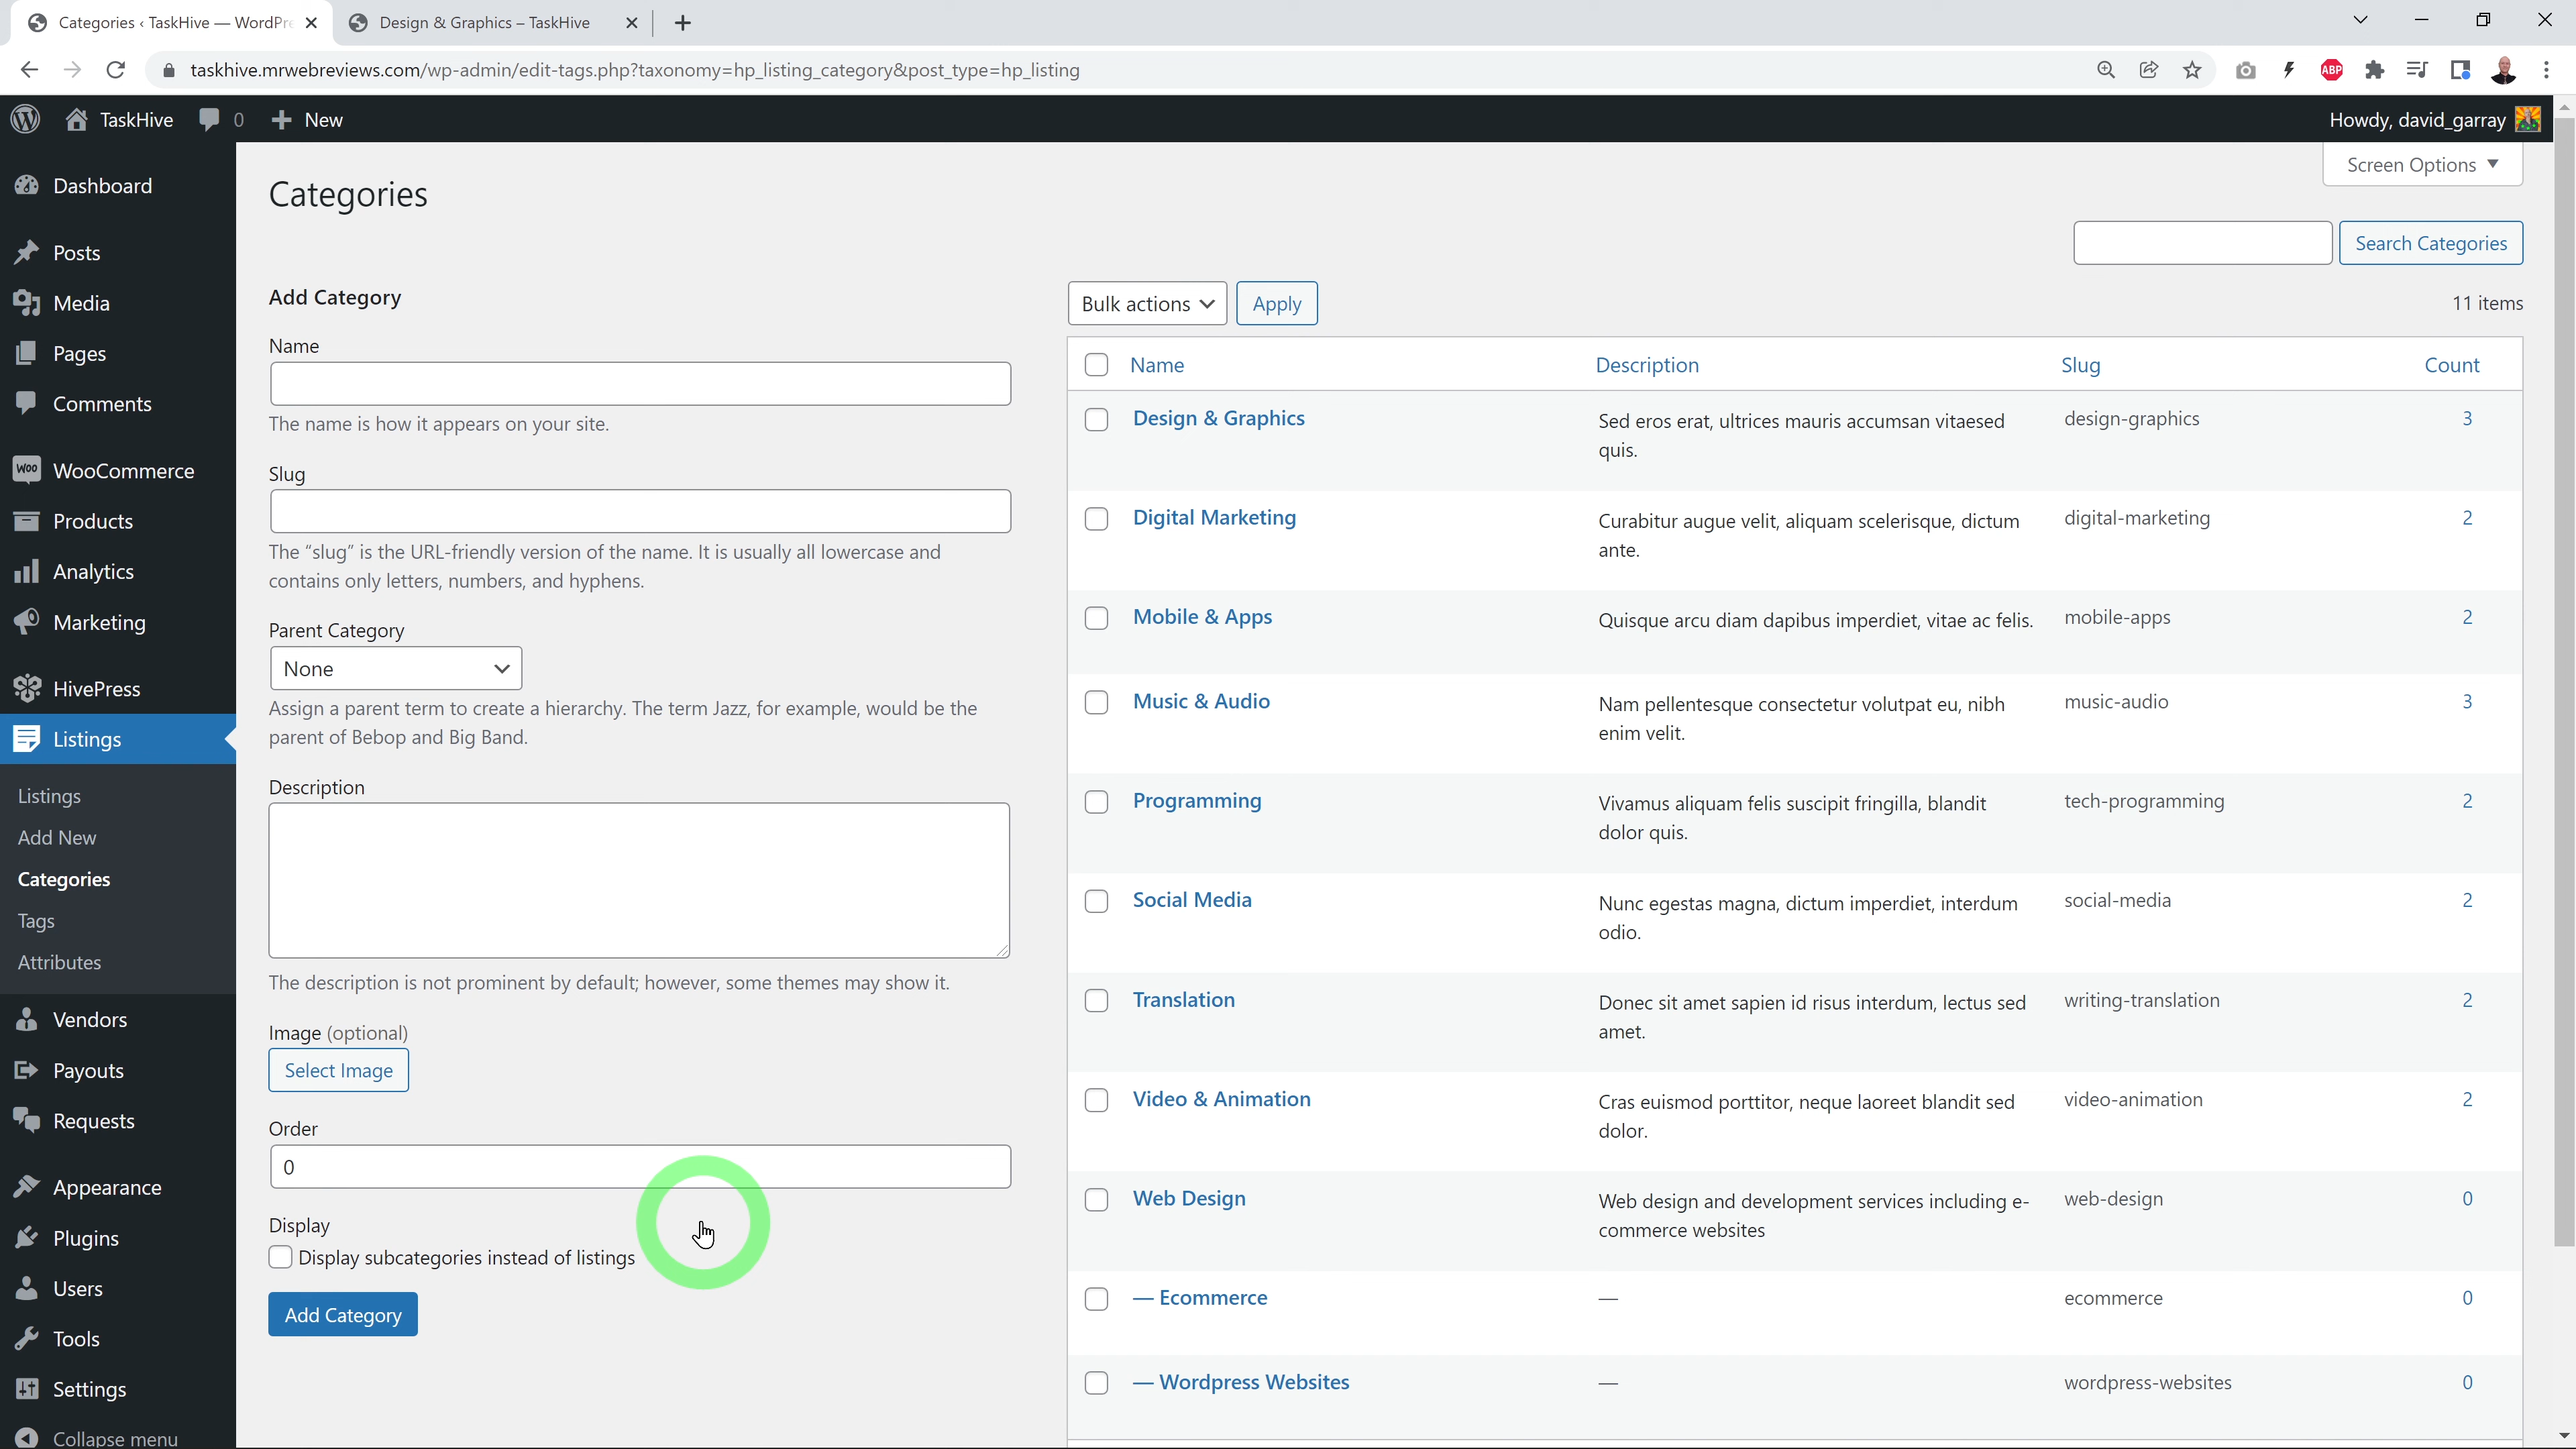 Categories ‹ TaskHive — WordPre
Design & Graphics – TaskHive
taskhive.mrwebreviews.com/wp-admin/edit-tags.php?taxonomy=hp_listing_category&post_type=hp_listing
ABP
TaskHive
0
New
Howdy, david_garray
Dashboard
Posts
Media
Pages
Comments
Woo
WooCommerce
Products
Analytics
Marketing
HivePress
Listings
Listings
Add New
Categories
Tags
Attributes
Vendors
Payouts
Requests
Appearance
Plugins
Users
Tools
Settings
Collapse menu
Screen Options
Categories
Search Categories
Add Category
Name
The name is how it appears on your site.
Slug
The “slug” is the URL-friendly version of the name. It is usually all lowercase and
contains only letters, numbers, and hyphens.
Parent Category
None
Assign a parent term to create a hierarchy. The term Jazz, for example, would be the
parent of Bebop and Big Band.
Description
The description is not prominent by default; however, some themes may show it.
Image (optional)
Select Image
Order
0
Display
Display subcategories instead of listings
Add Category
Bulk actions
Apply
11 items
Name Description Slug Count
Design & Graphics Sed eros erat, ultrices mauris accumsan vitaesed design-graphics 3
quis.
Digital Marketing Curabitur augue velit, aliquam scelerisque, dictum digital-marketing 2
ante.
Mobile & Apps Quisque arcu diam dapibus imperdiet, vitae ac felis. mobile-apps 2
Music & Audio Nam pellentesque consectetur volutpat eu, nibh music-audio 3
enim velit.
Programming Vivamus aliquam felis suscipit fringilla, blandit tech-programming 2
dolor quis.
Social Media Nunc egestas magna, dictum imperdiet, interdum social-media 2
odio.
Translation Donec sit amet sapien id risus interdum, lectus sed writing-translation 2
amet.
Video & Animation Cras euismod porttitor, neque laoreet blandit sed video-animation 2
dolor.
Web Design Web design and development services including e- web-design 0
commerce websites
— Ecommerce — ecommerce 0
— Wordpress Websites — wordpress-websites 0